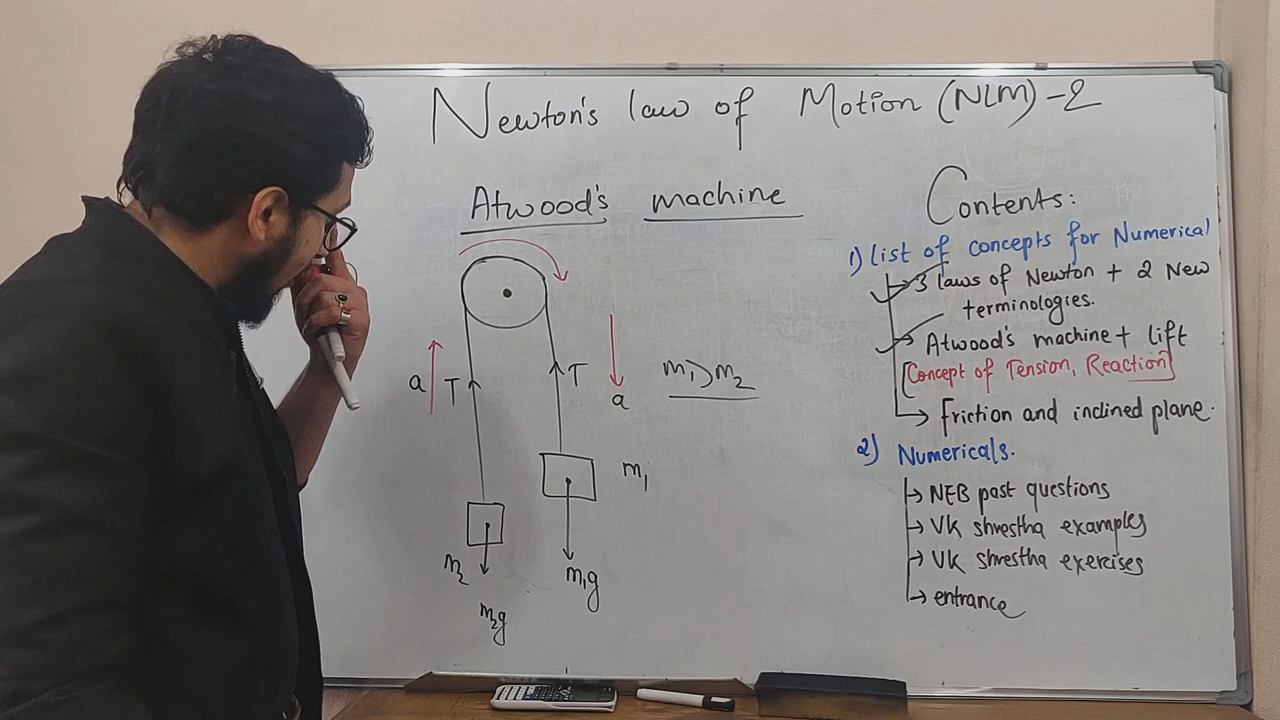 Newton's law of Motion (NLM)-2
Atwood's machine
a
T
T
a
m₁>m₂
m₁
m₂
m₁g
m₂g
Contents:
1) list of concepts for Numerical
→ 3 laws of Newton + 2 New
terminologies.
→ Atwood's machine + lift
[Concept of Tension, Reaction]
→ friction and inclined plane.
2) Numericals.
→ NEB past questions
→ VK shrestha examples
→ VK shrestha exercises
→ entrance